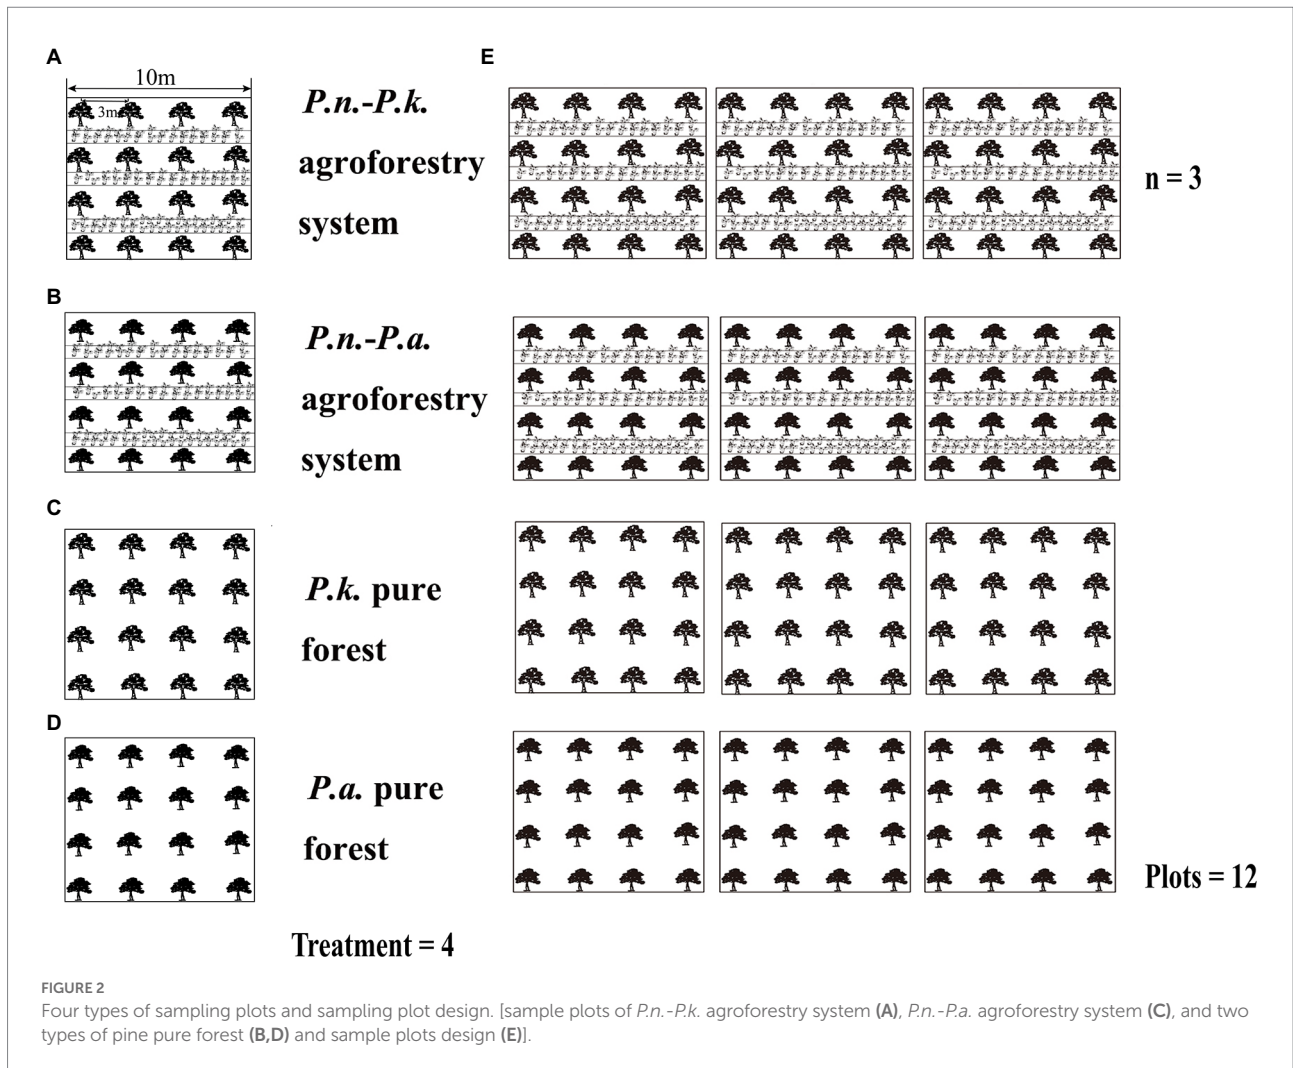 A
10m
3m
P.n.-P.k.
agroforestry
system
E
n = 3
B
P.n.-P.a.
agroforestry
system
C
P.k. pure
forest
D
P.a. pure
forest
Plots = 12
Treatment = 4
FIGURE 2
Four types of sampling plots and sampling plot design. [sample plots of P.n.-P.k. agroforestry system (A), P.n.-P.a. agroforestry system (C), and two
types of pine pure forest (B,D) and sample plots design (E)].